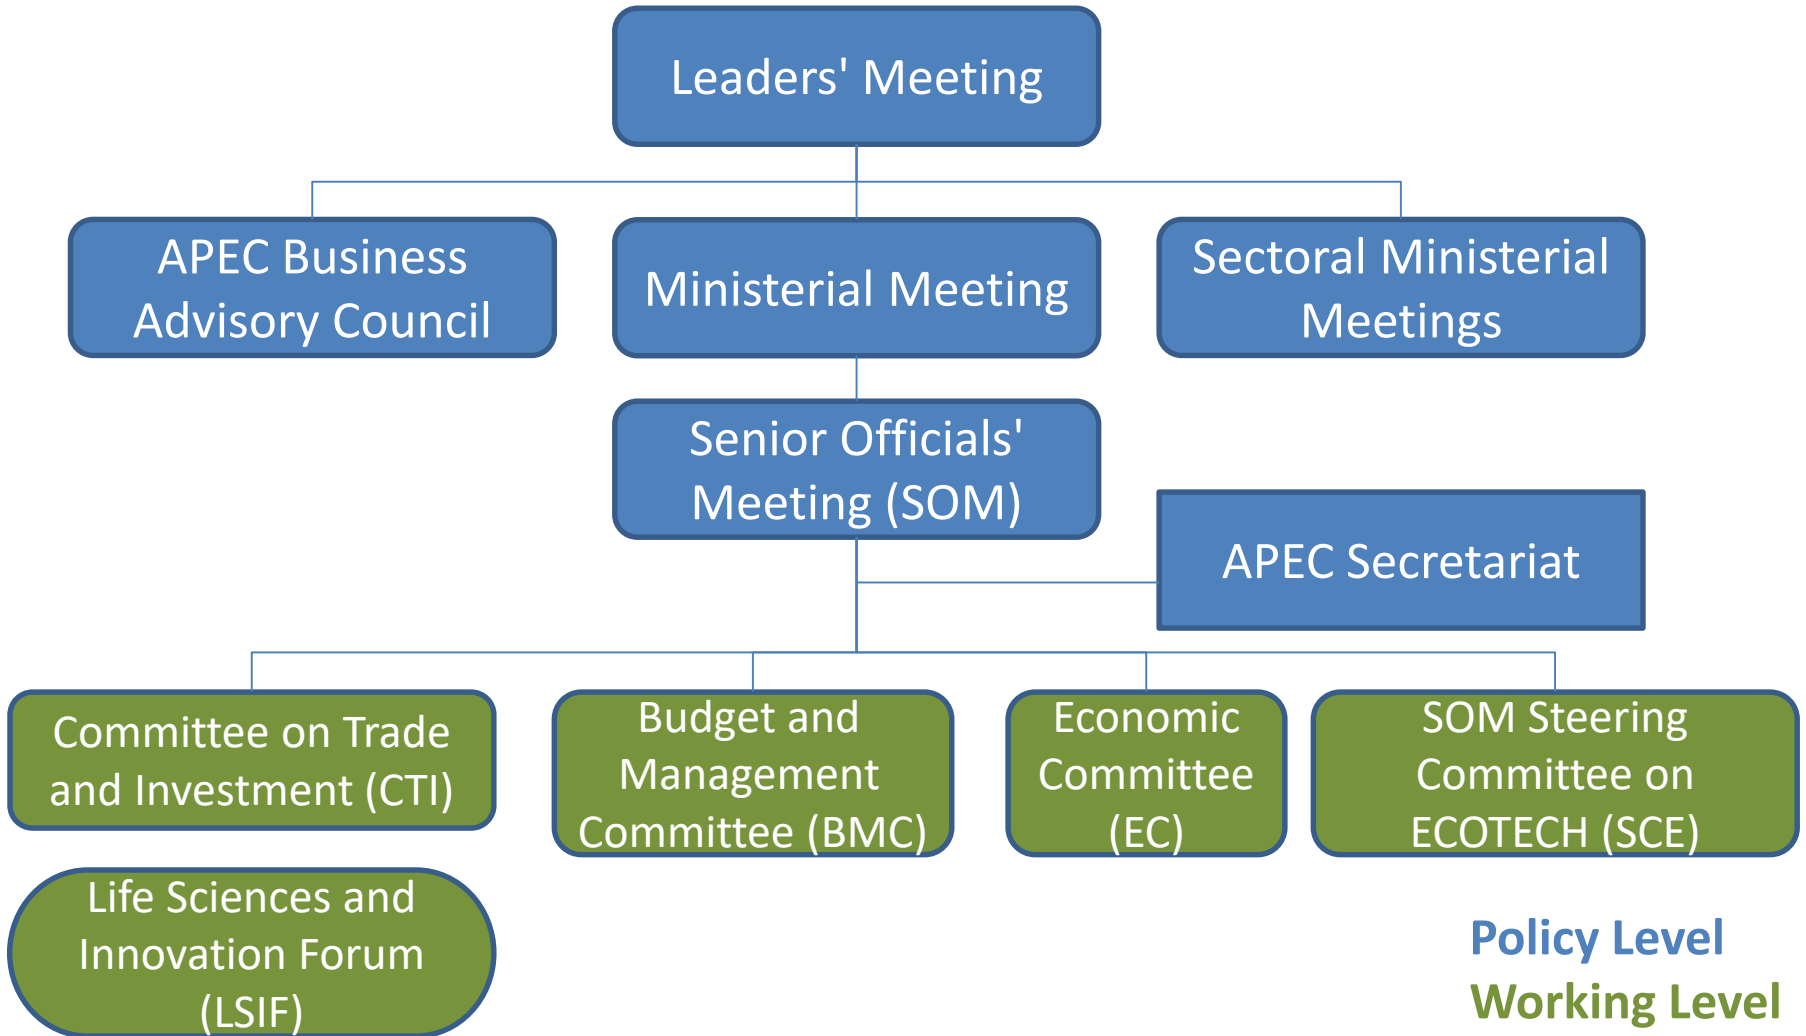 Leaders' Meeting
APEC Business
Advisory Council
Ministerial Meeting
Sectoral Ministerial
Meetings
Senior Officials'
Meeting (SOM)
APEC Secretariat
Committee on Trade
and Investment (CTI)
Budget and
Management
Committee (BMC)
Economic
Committee
(EC)
SOM Steering
Committee on
ECOTECH (SCE)
Life Sciences and
Innovation Forum
(LSIF)
Policy Level
Working Level